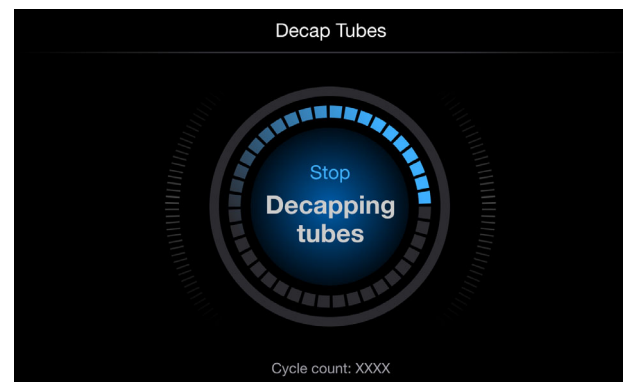 Decap Tubes
Stop
Decapping
tubes
Cycle count: XXXX